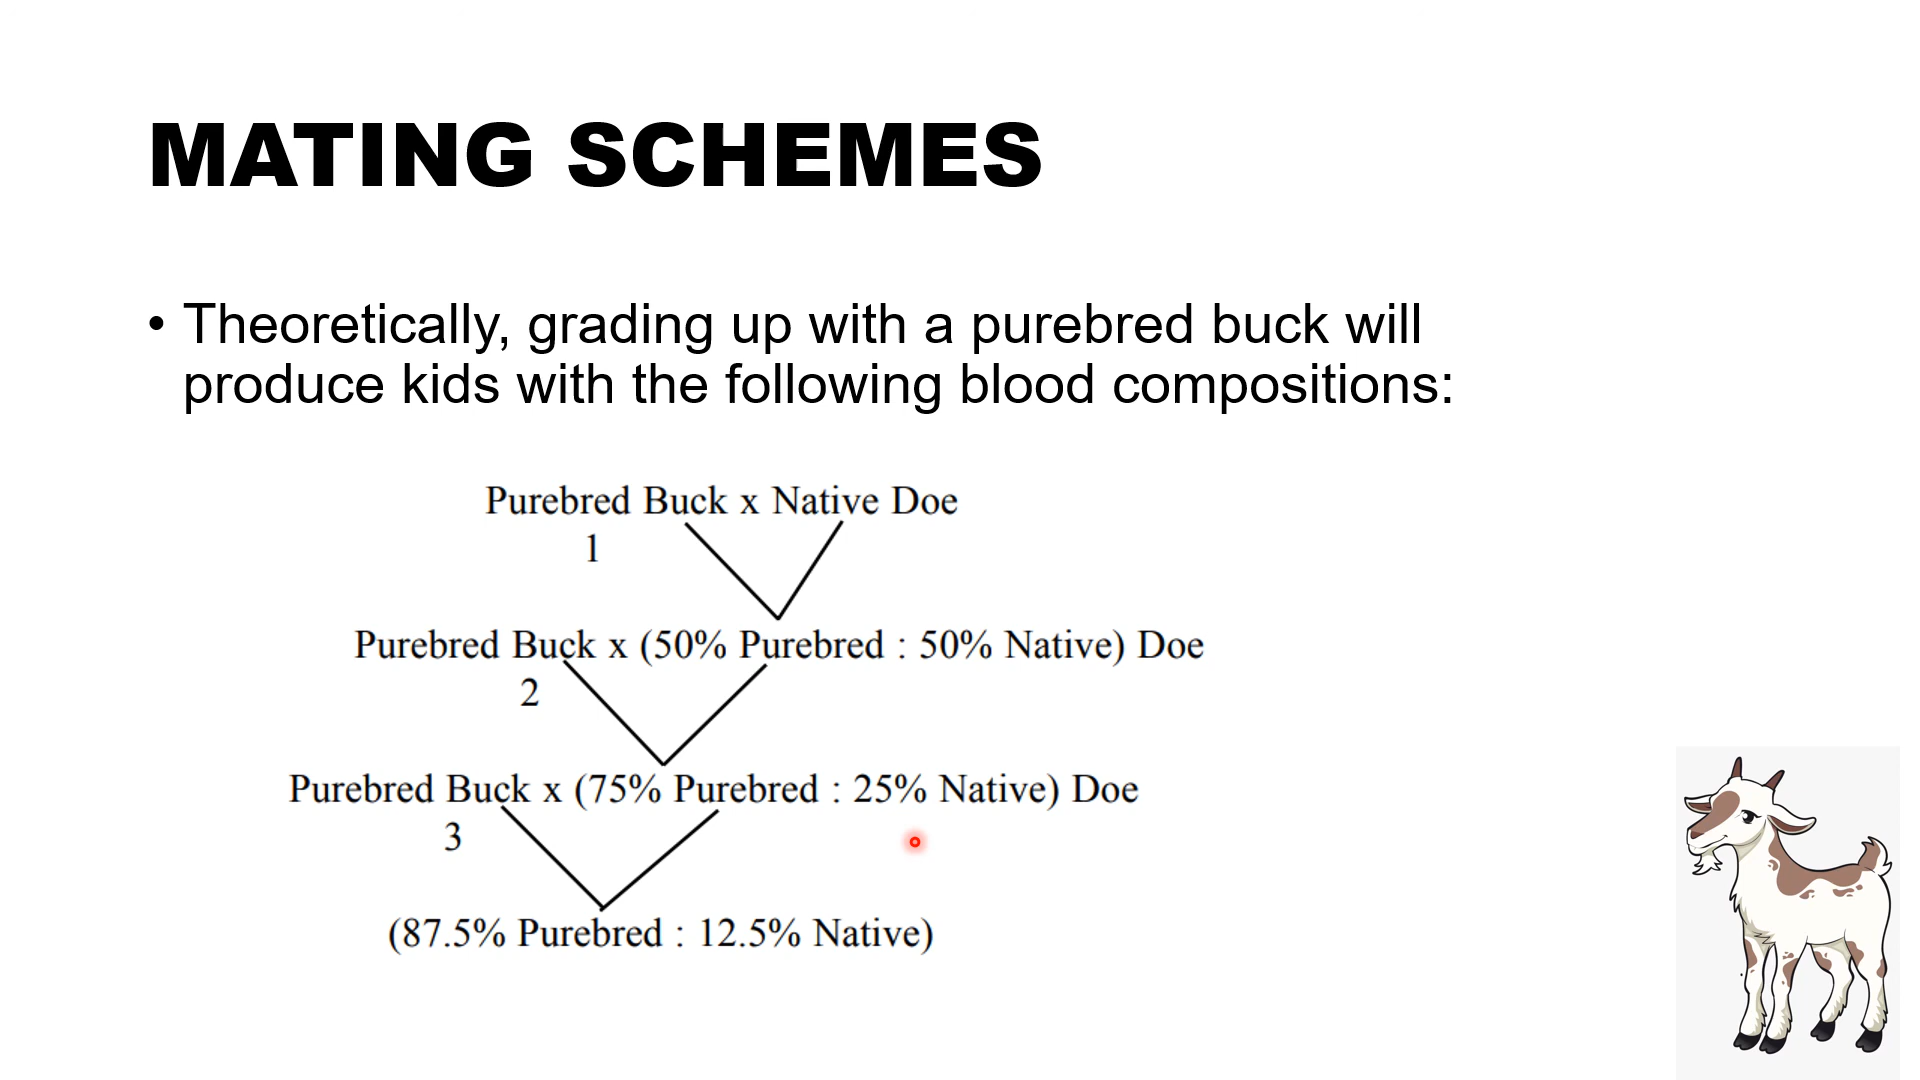 MATING SCHEMES
• Theoretically, grading up with a purebred buck will
produce kids with the following blood compositions:
Purebred Buck x Native Doe
1
Purebred Buck x (50% Purebred : 50% Native) Doe
2
Purebred Buck x (75% Purebred : 25% Native) Doe
3
(87.5% Purebred : 12.5% Native)